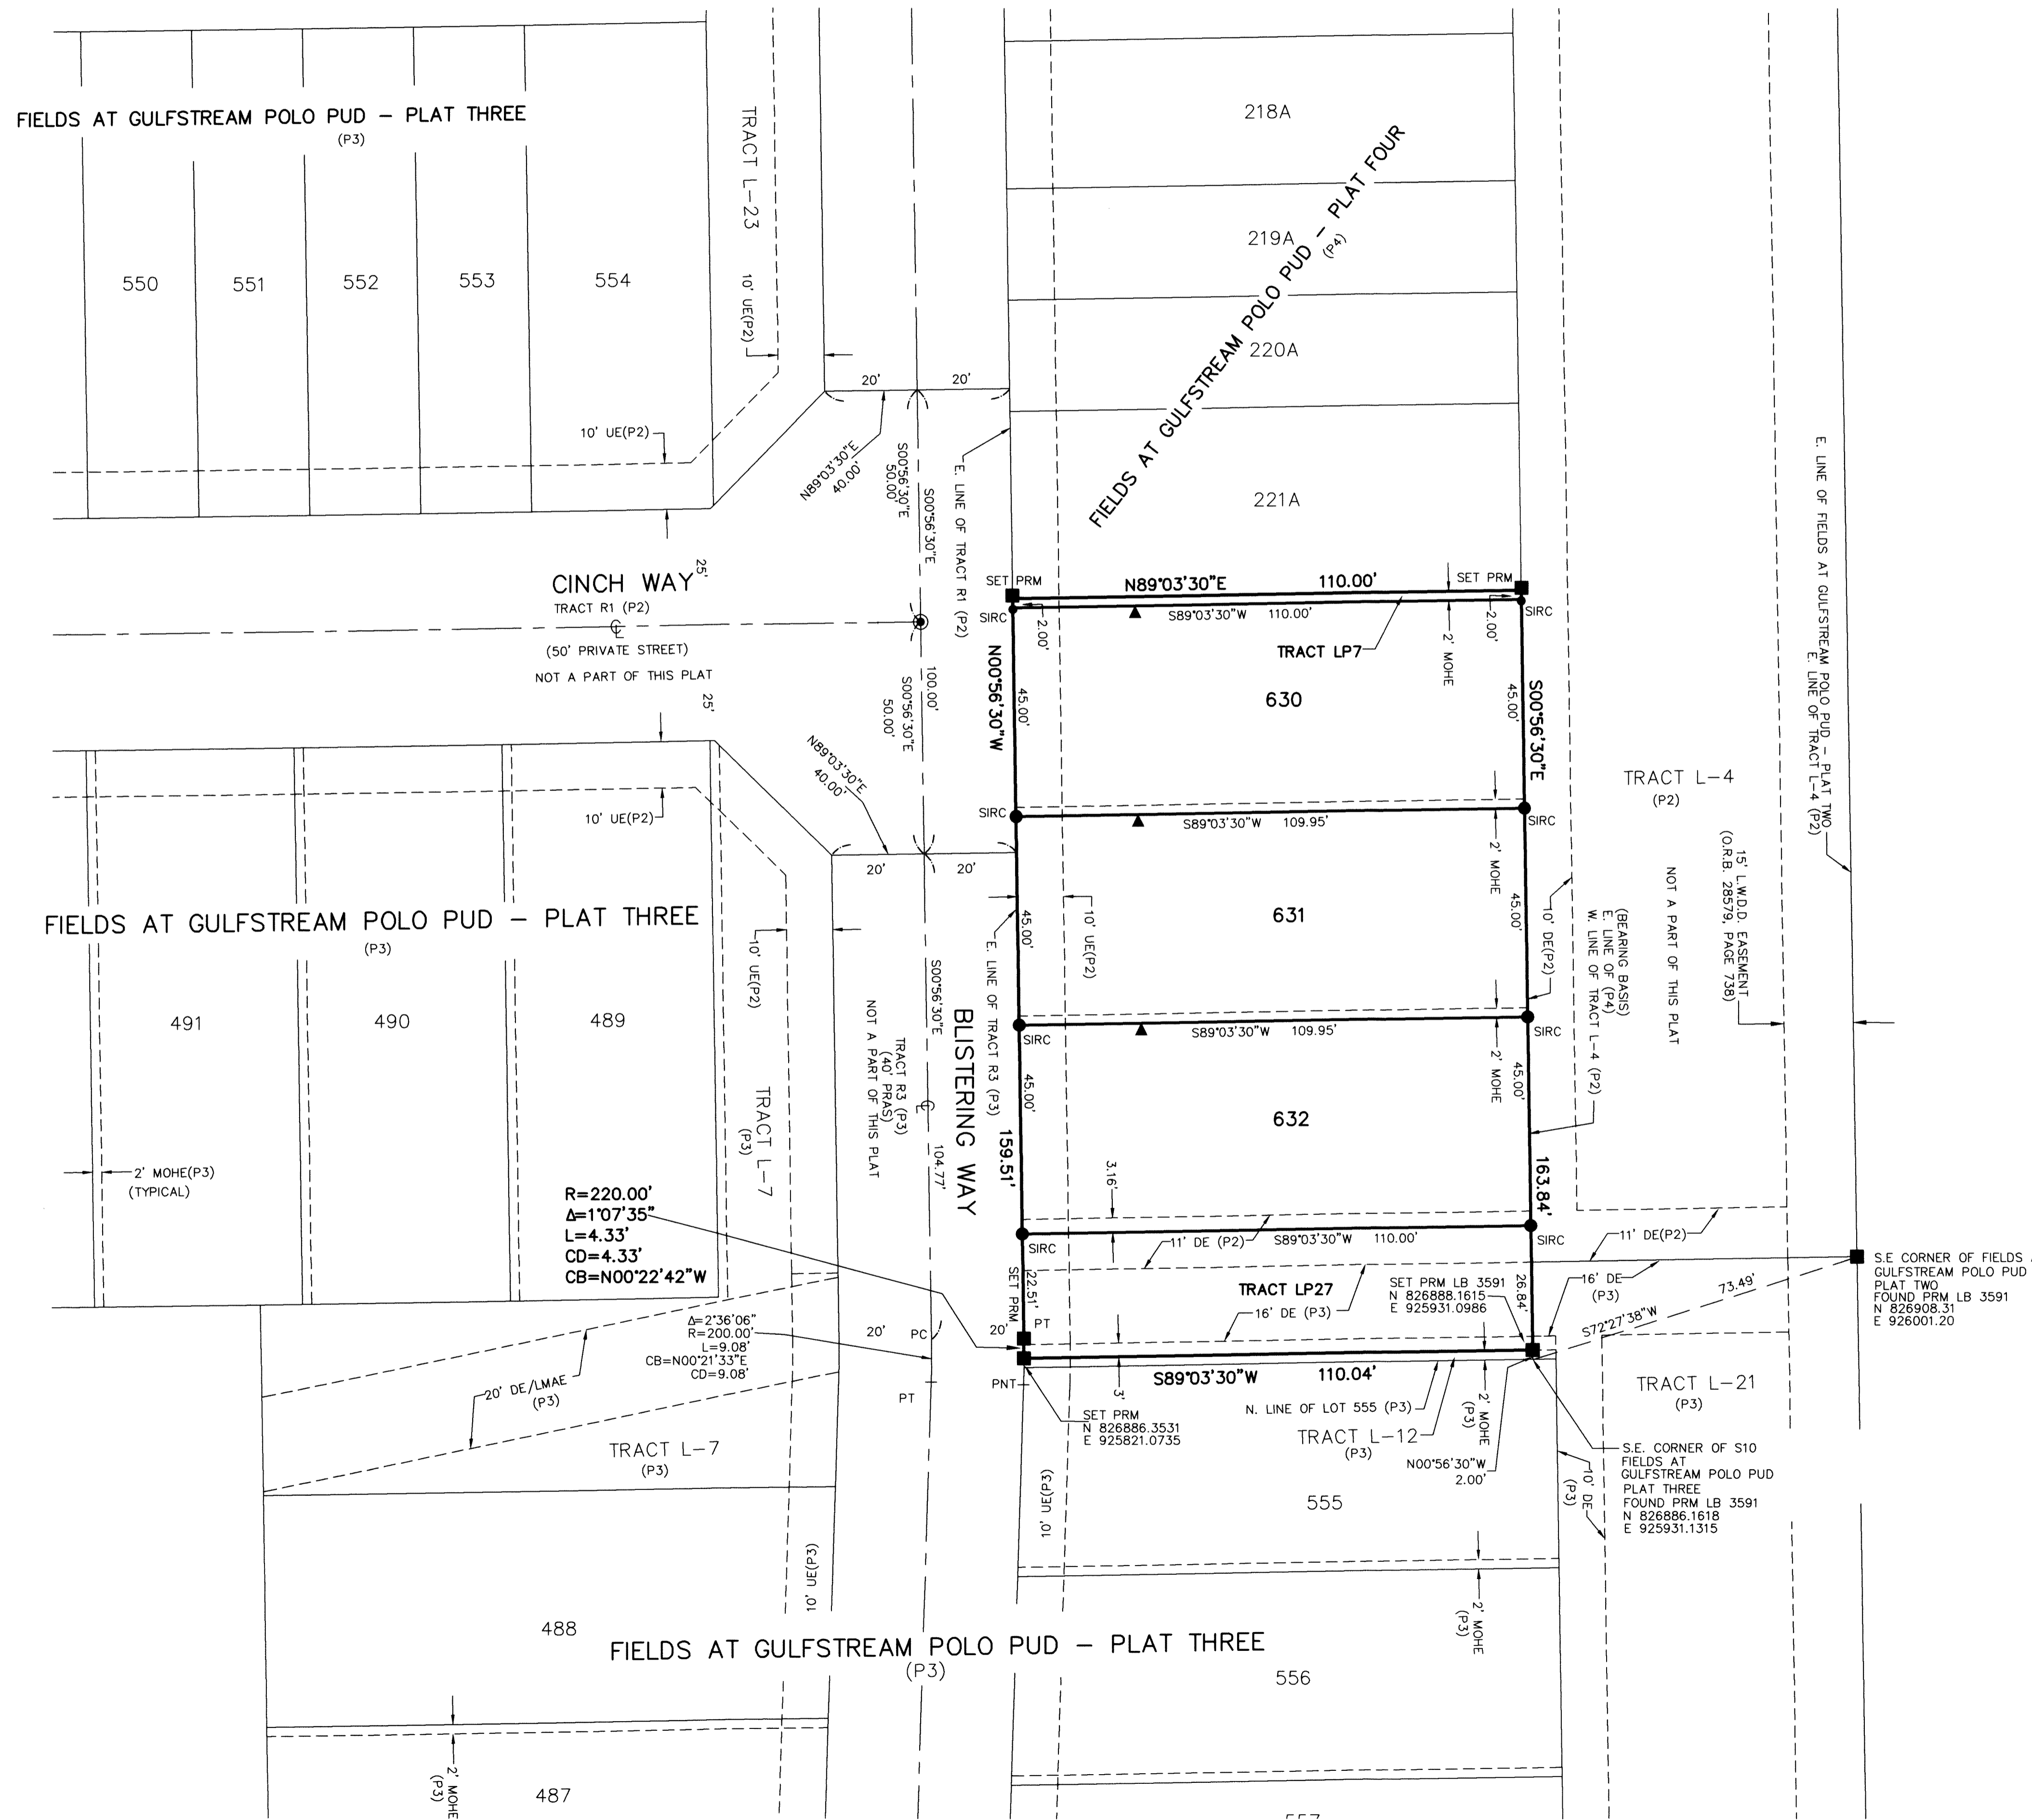 FIELDS AT GULFSTREAM POLO PUD – PLAT THREE
(P3)
550
551
552
553
554
TRACT L-23
10' UE(P2)
10' UE(P2)
20'
20'
N89°03'30"E
40.00'
S00°56'30"E
50.00'
S00°56'30"E
100.00'
E. LINE OF TRACT R1 (P2)
218A
219A
220A
221A
FIELDS AT GULFSTREAM POLO PUD – PLAT FOUR
(P4)
E. LINE OF FIELDS AT GULFSTREAM POLO PUD – PLAT TWO
E. LINE OF TRACT L-4 (P2)
25'
CINCH WAY
TRACT R1 (P2)
(50' PRIVATE STREET)
NOT A PART OF THIS PLAT
25'
S00°56'30"E
50.00'
N89°03'30"E
40.00'
20'
20'
SET PRM
N89°03'30"E 110.00'
SET PRM
SIRC
2.00'
S89°03'30"W 110.00'
2.00'
SIRC
TRACT LP7
2' MOHE
N00°56'30"W
45.00'
630
45.00'
S00°56'30"E
SIRC
S89°03'30"W 109.95'
SIRC
2' MOHE
45.00'
631
45.00'
10' UE(P2)
10' DE(P2)
SIRC
S89°03'30"W 109.95'
SIRC
2' MOHE
45.00'
632
45.00'
159.51'
163.84'
3.16'
SIRC
11' DE (P2)
S89°03'30"W 110.00'
SIRC
TRACT L-4
(P2)
NOT A PART OF THIS PLAT
15' L.W.D.D. EASEMENT
(O.R.B. 28579, PAGE 738)
(BEARING BASIS)
E. LINE OF (P4)
W. LINE OF TRACT L-4 (P2)
10' UE(P2)
FIELDS AT GULFSTREAM POLO PUD – PLAT THREE
(P3)
491
490
489
10' UE(P2)
TRACT L-7
(P3)
2' MOHE(P3)
(TYPICAL)
NOT A PART OF THIS PLAT
TRACT R3 (P3)
(40' PRAS)
S00°56'30"E
104.77'
BLISTERING WAY
E. LINE OF TRACT R3 (P3)
R=220.00'
Δ=1°07'35"
L=4.33'
CD=4.33'
CB=N00°22'42"W
Δ=2°36'06"
R=200.00'
L=9.08'
CB=N00°21'33"E
CD=9.08'
20'
PC
20'
PT
SET PRM
22.51'
PT
PNT
TRACT LP27
16' DE (P3)
SET PRM LB 3591
N 826888.1615
E 925931.0986
26.84'
11' DE(P2)
16' DE
(P3)
S72°27'38"W
73.49'
S.E CORNER OF FIELDS
GULFSTREAM POLO PUD
PLAT TWO
FOUND PRM LB 3591
N 826908.31
E 926001.20
S89°03'30"W 110.04'
3'
SET PRM
N 826886.3531
E 925821.0735
N. LINE OF LOT 555 (P3)
TRACT L-12
(P3)
2' MOHE
(P3)
N00°56'30"W
2.00'
TRACT L-21
(P3)
S.E. CORNER OF S10
FIELDS AT
GULFSTREAM POLO PUD
PLAT THREE
FOUND PRM LB 3591
N 826886.1618
E 925931.1315
10' DE
(P3)
20' DE/LMAE
(P3)
TRACT L-7
(P3)
10' UE(P3)
10' UE(P3)
555
2' MOHE
(P3)
488
FIELDS AT GULFSTREAM POLO PUD – PLAT THREE
(P3)
556
2' MOHE
(P3)
487